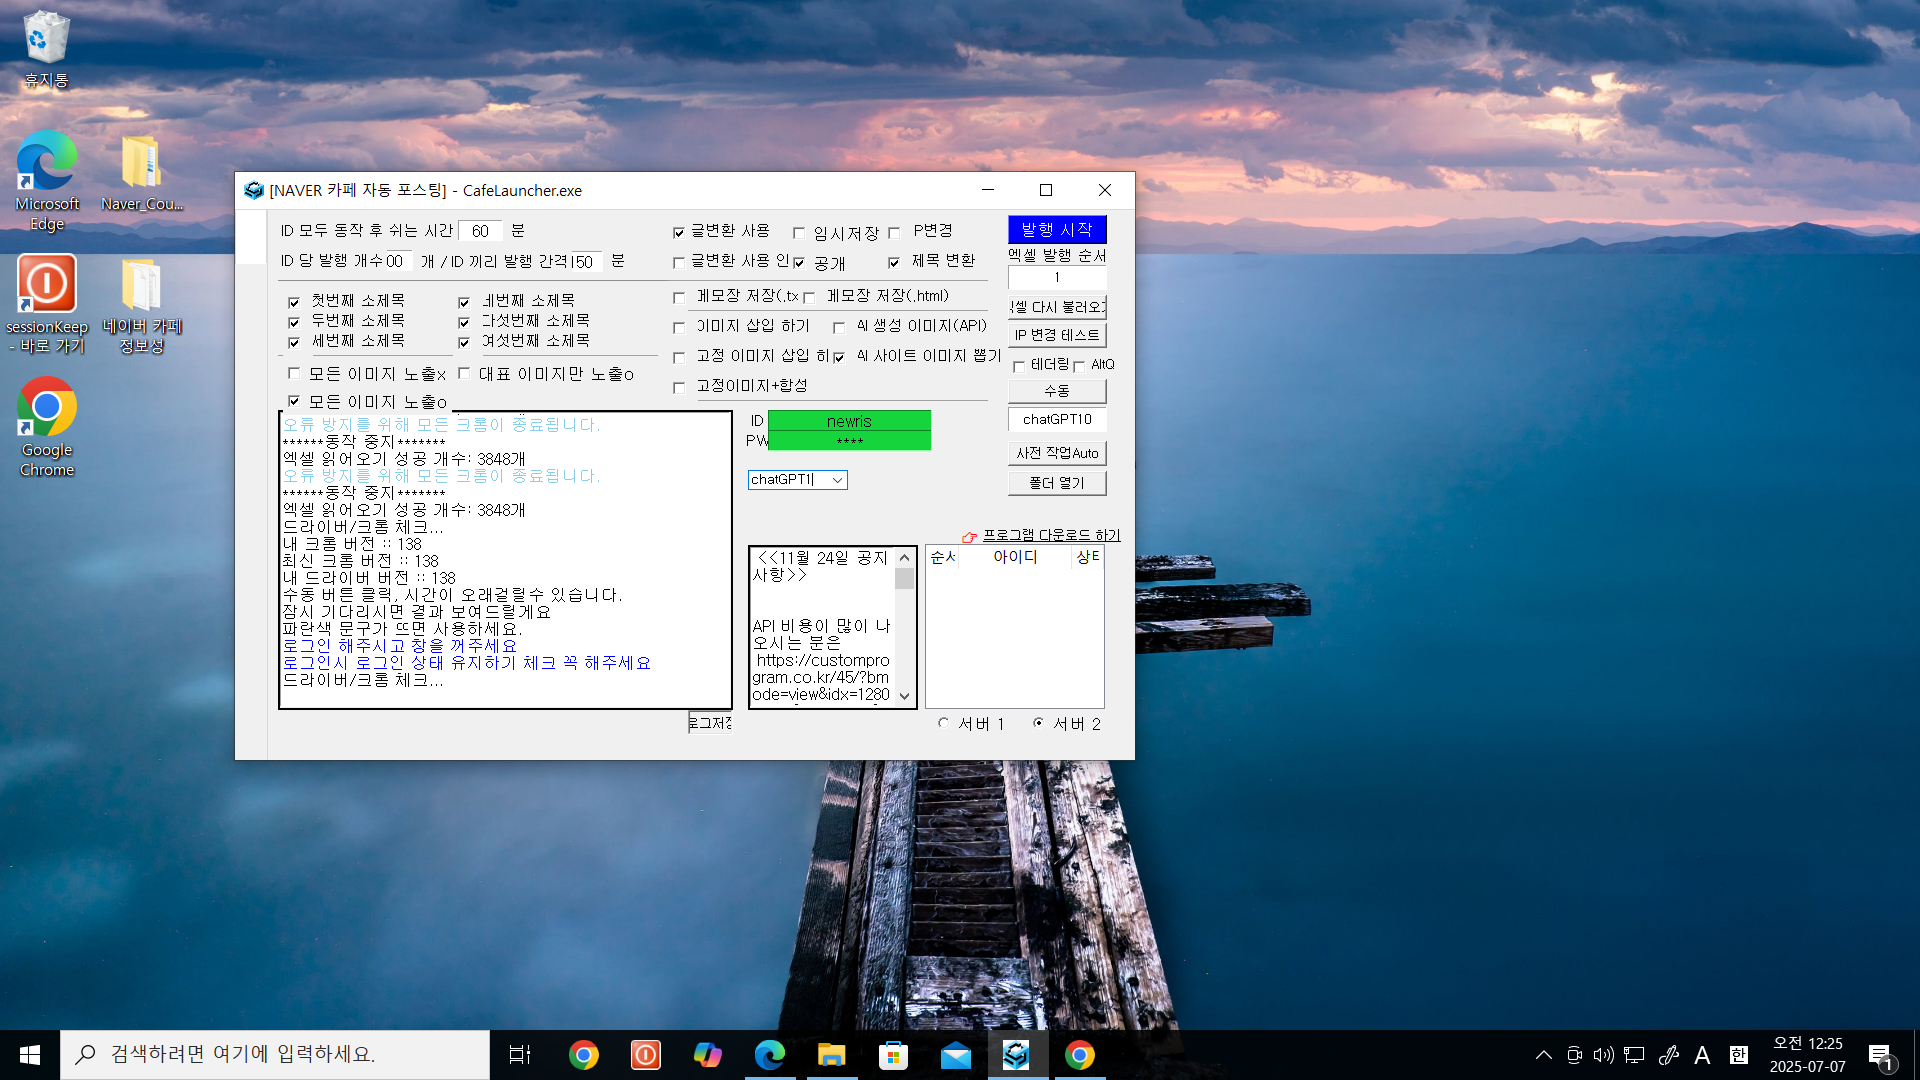 휴지통
Microsoft Edge
Naver_Cou...
sessionKeep - 바로 가기
네이버 카페 정보성
Google Chrome
[NAVER 카페 자동 포스팅] - CafeLauncher.exe
ID 모두 동작 후 쉬는 시간 60 분
ID 당 발행 개수 00 개 / ID 끼리 발행 간격 150 분
첫번째 소제목
두번째 소제목
세번째 소제목
네번째 소제목
다섯번째 소제목
여섯번째 소제목
모든 이미지 노출x
대표 이미지만 노출o
모든 이미지 노출o
글변환 사용
임시저장
P변경
글변환 사용 인
공개
제목 변환
메모장 저장(.tx
메모장 저장(.html)
이미지 삽입 하기
AI 생성 이미지(API)
고정 이미지 삽입 하
AI 사이트 이미지 뽑기
고정이미지+합성
발행 시작
엑셀 발행 순서
1
엑셀 다시 불러오기
IP 변경 테스트
테더링
AltQ
수동
chatGPT10
사전 작업Auto
폴더 열기
오류 방지를 위해 모든 크롬이 종료됩니다.
******동작 중지*******
엑셀 읽어오기 성공 개수: 3848개
오류 방지를 위해 모든 크롬이 종료됩니다.
******동작 중지*******
엑셀 읽어오기 성공 개수: 3848개
드라이버/크롬 체크...
내 크롬 버전 :: 138
최신 크롬 버전 :: 138
내 드라이버 버전 :: 138
수동 버튼 클릭, 시간이 오래걸릴수 있습니다.
잠시 기다리시면 결과 보여드릴게요
파란색 문구가 뜨면 사용하세요.
로그인 해주시고 창을 꺼주세요
로그인시 로그인 상태 유지하기 체크 꼭 해주세요
드라이버/크롬 체크...
로그저장
ID newris
PW ****
chatGPT1
<<11월 24일 공지
사항>>
API 비용이 많이 나
오시는 분은
https://custompro
gram.co.kr/45/?bm
ode=view&idx=1280
프로그램 다운로드 하기
순서 아이디 상태
서버 1
서버 2
검색하려면 여기에 입력하세요.
A
한
오전 12:25
2025-07-07
1